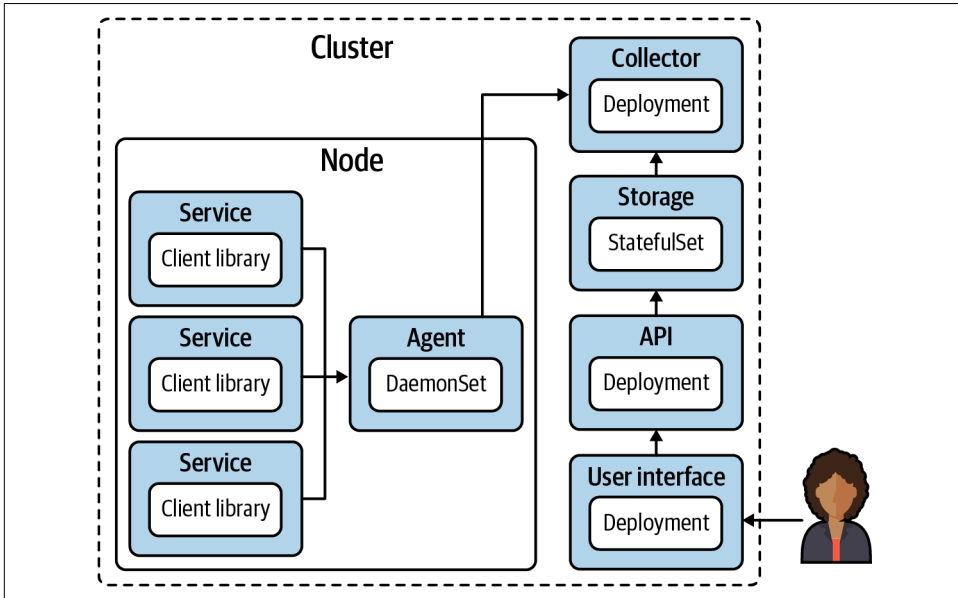 Cluster
Node
Service
Client library
Service
Client library
Service
Client library
Agent
DaemonSet
Collector
Deployment
Storage
StatefulSet
API
Deployment
User interface
Deployment